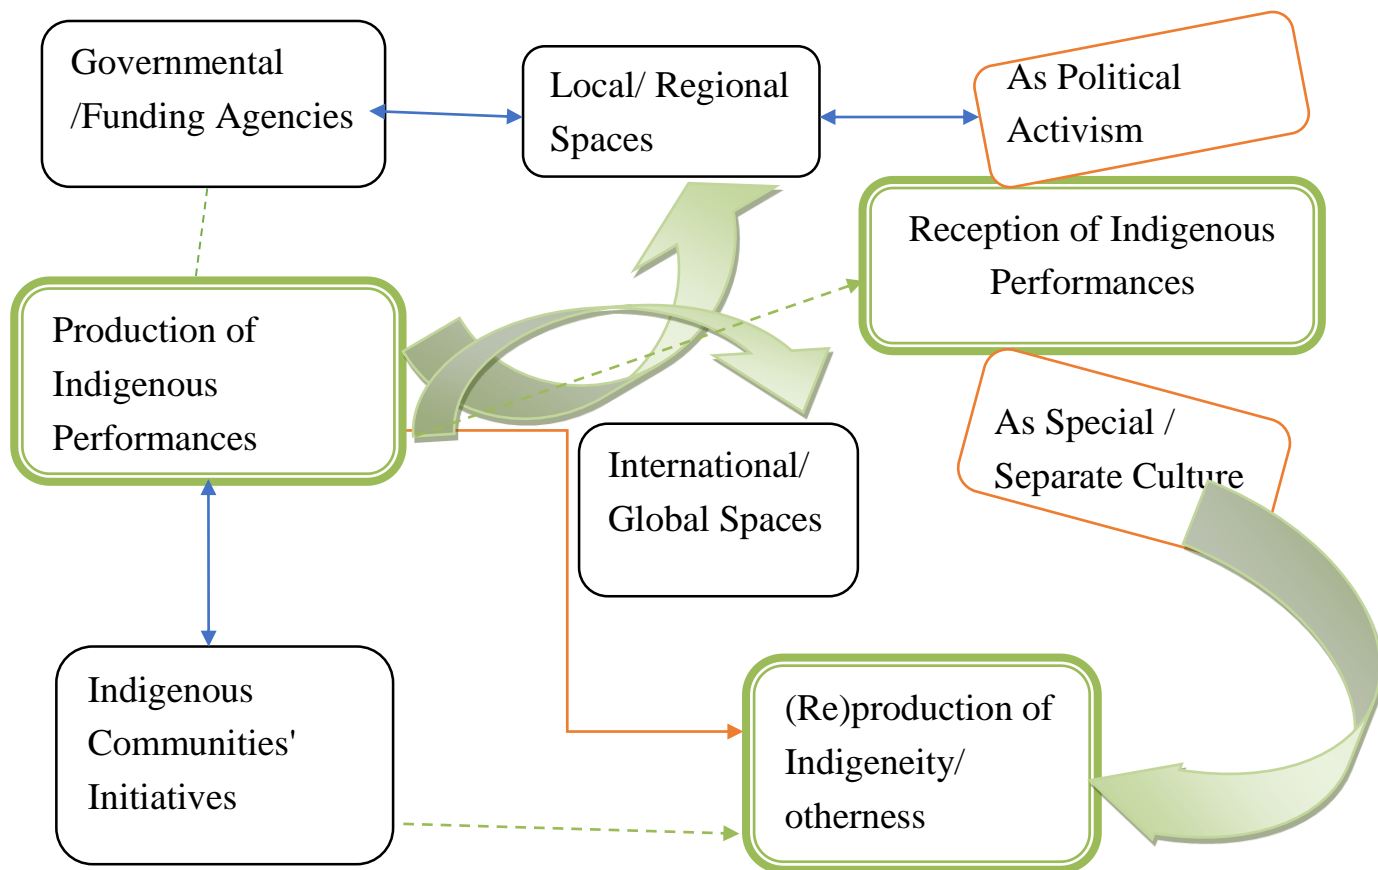 Governmental
/Funding Agencies
Local/ Regional
Spaces
As Political
Activism
Reception of Indigenous
Performances
Production of
Indigenous
Performances
As Special /
Separate Culture
International/
Global Spaces
Indigenous
Communities'
Initiatives
(Re)production of
Indigeneity/
otherness